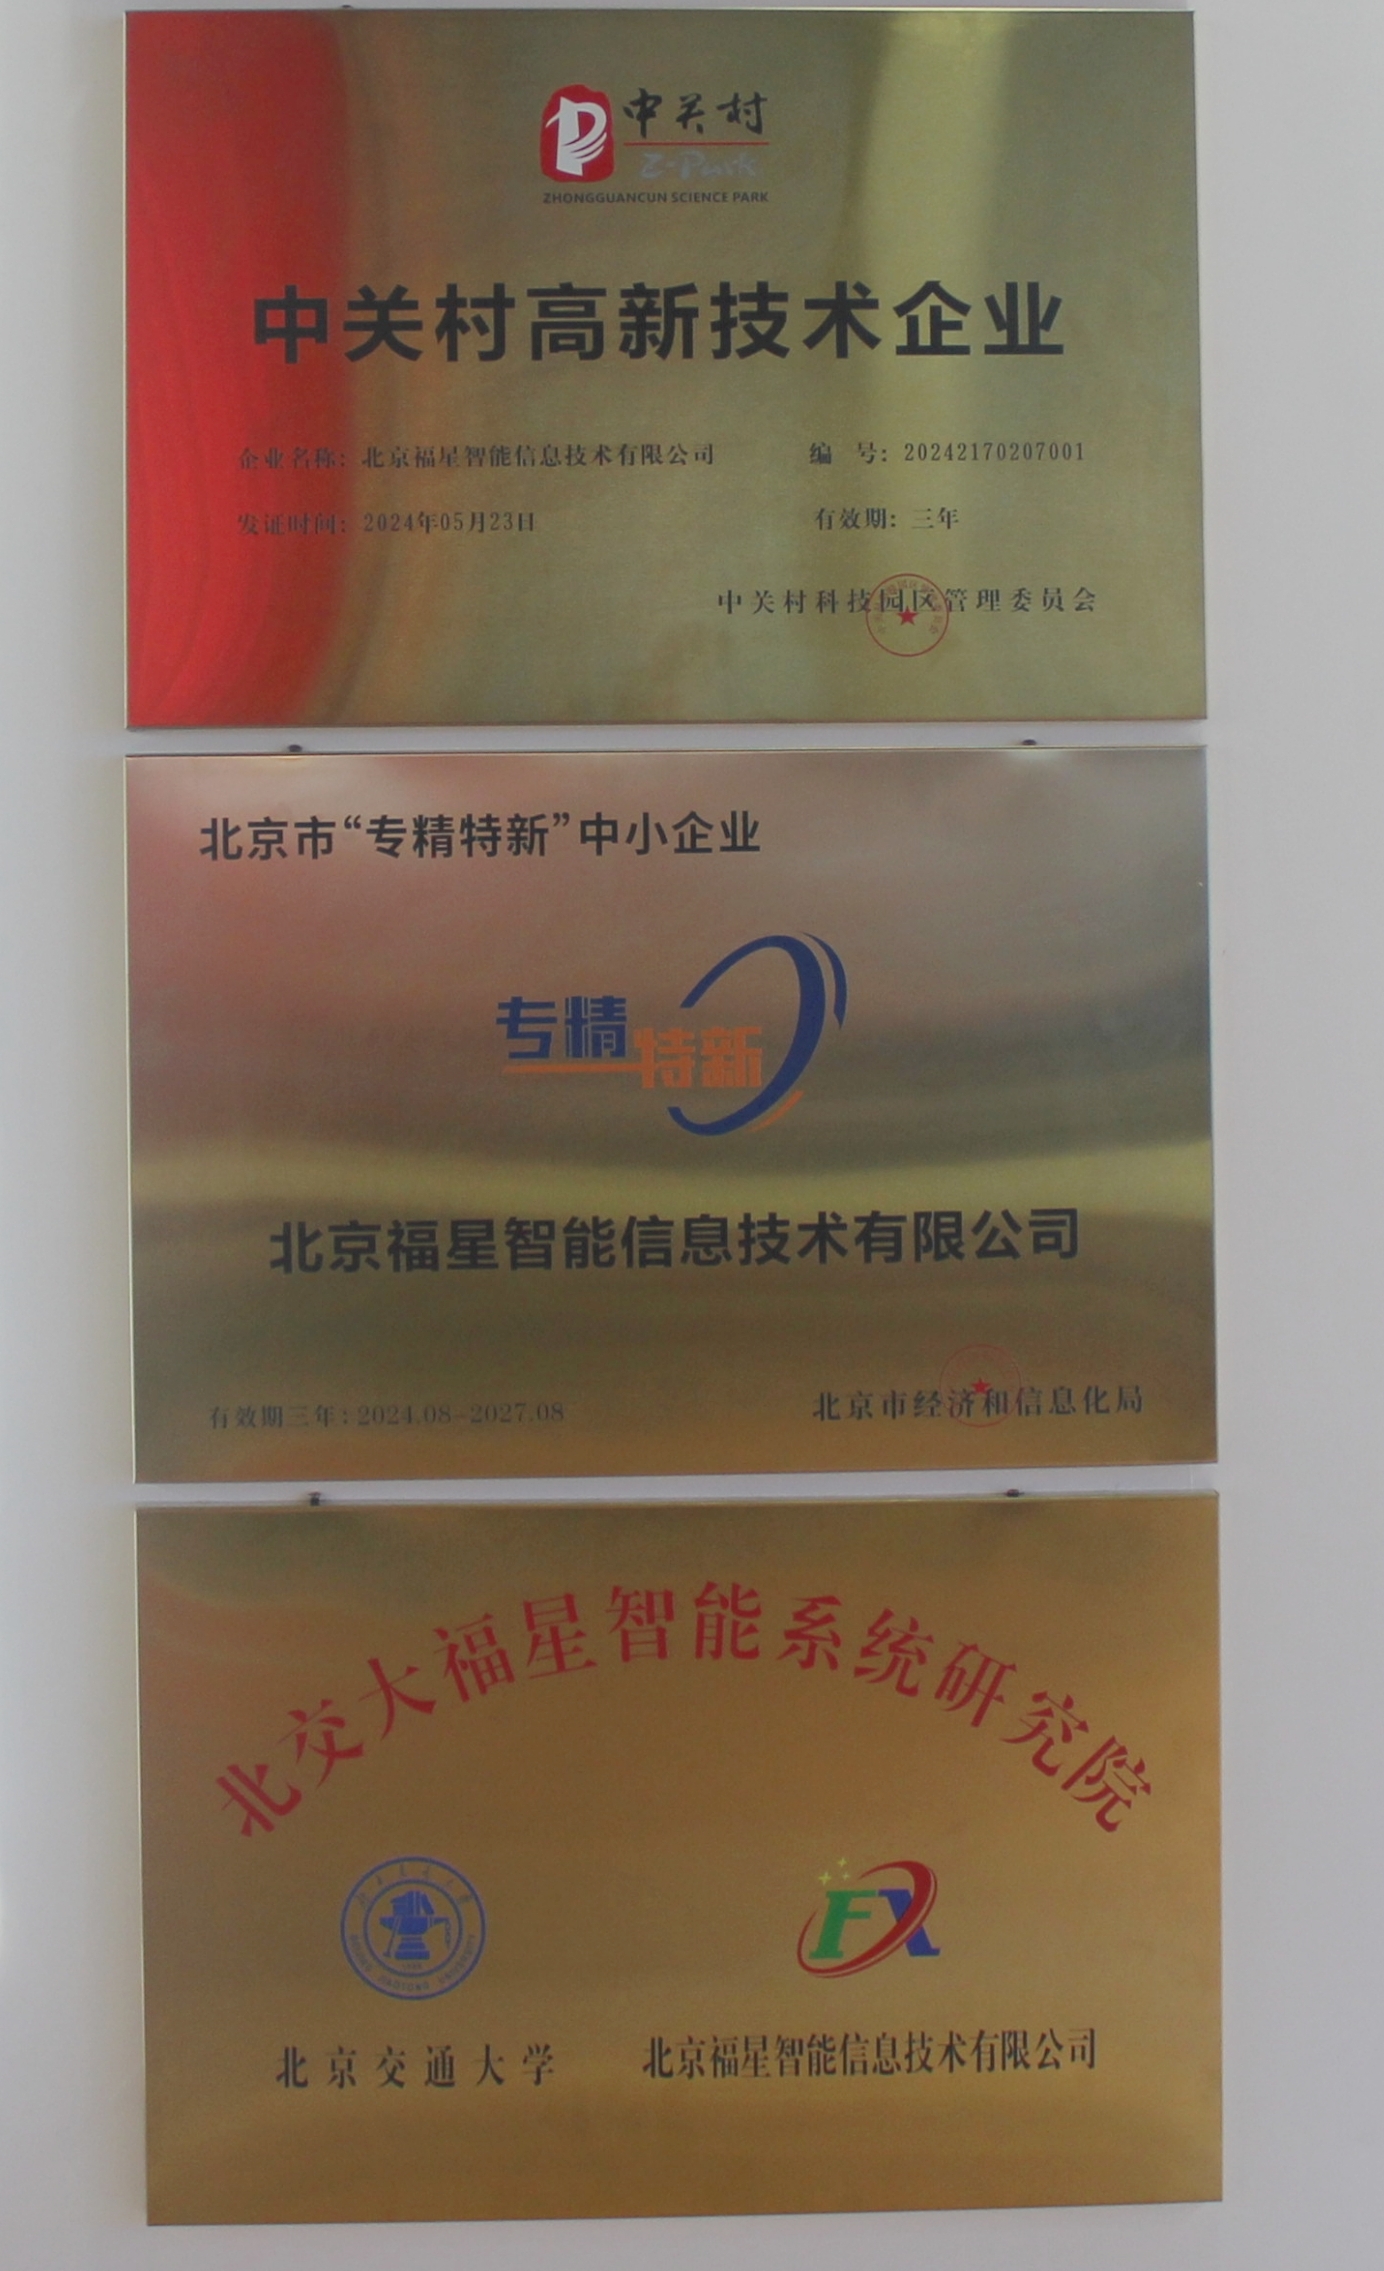 中关村
Z-Park
ZHONGGUANCUN SCIENCE PARK
中关村高新技术企业
企业名称：北京福星智能信息技术有限公司 编 号：20242170207001
发证时间：2024年05月23日 有效期：三年
中关村科技园区管理委员会
北京市“专精特新”中小企业
专精
特新
北京福星智能信息技术有限公司
有效期三年：2024.08-2027.08 北京市经济和信息化局
北交大福星智能系统研究院
FX
北京交通大学 北京福星智能信息技术有限公司